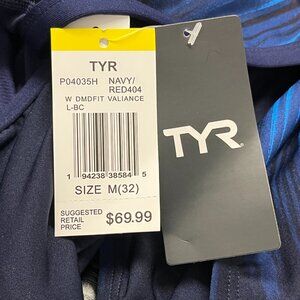 TYR
P04035H NAVY/
RED404
W DMDFIT VALIANCE
L-BC
1 94238 38584 5
SIZE M(32)
SUGGESTED
RETAIL
PRICE
$69.99
TYR